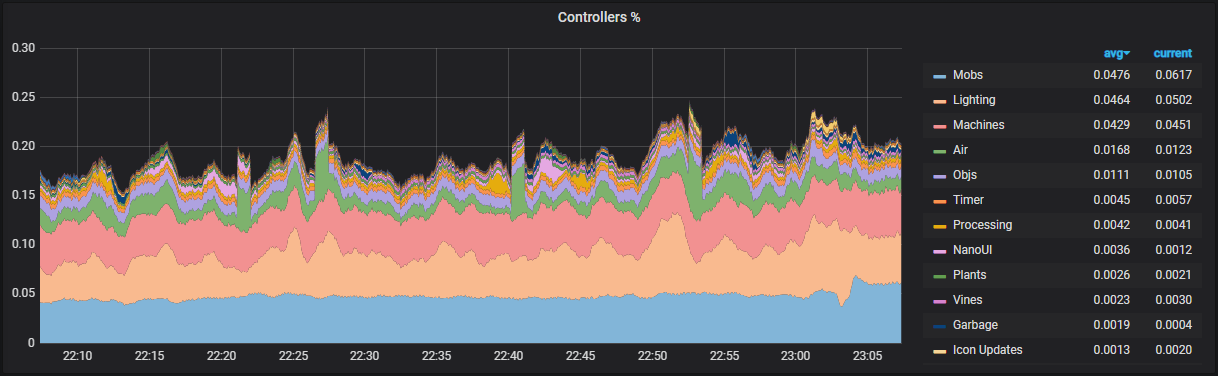 Controllers %
0.30
0.25
0.20
0.15
0.10
0.05
0
22:10 22:15 22:20 22:25 22:30 22:35 22:40 22:45 22:50 22:55 23:00 23:05
avg current
Mobs 0.0476 0.0617
Lighting 0.0464 0.0502
Machines 0.0429 0.0451
Air 0.0168 0.0123
Objs 0.0111 0.0105
Timer 0.0045 0.0057
Processing 0.0042 0.0041
NanoUI 0.0036 0.0012
Plants 0.0026 0.0021
Vines 0.0023 0.0030
Garbage 0.0019 0.0004
Icon Updates 0.0013 0.0020